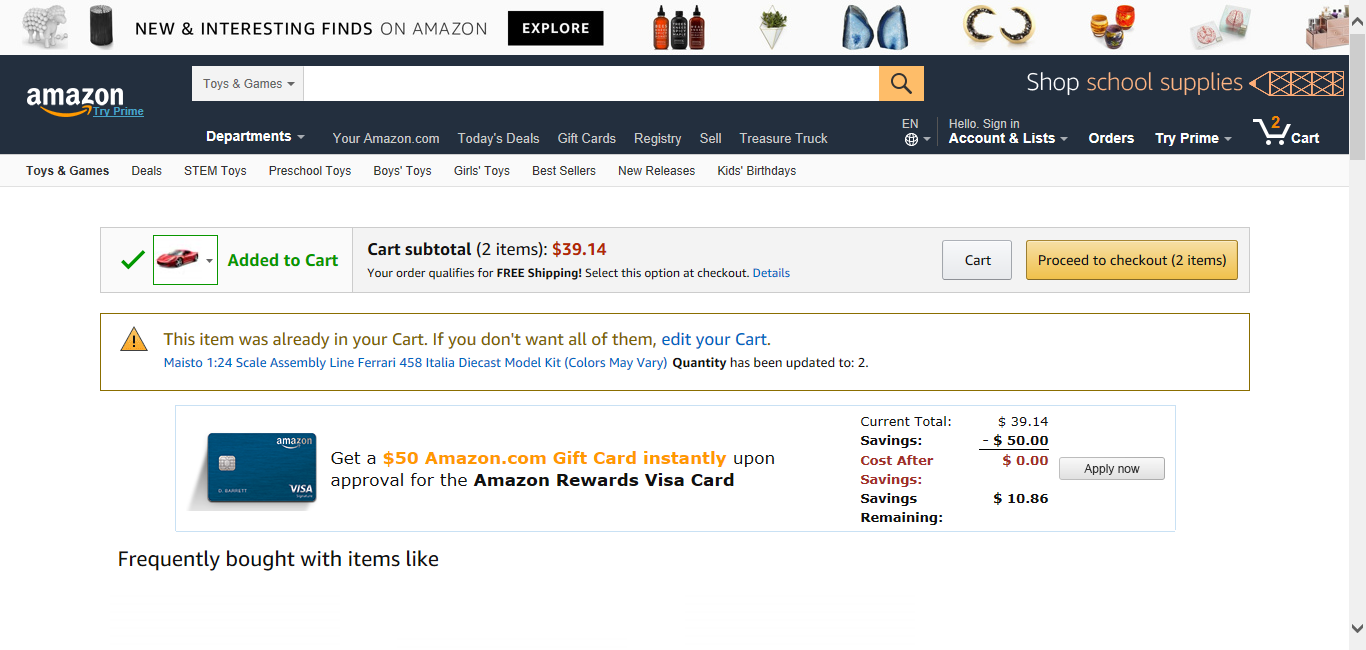 NEW & INTERESTING FINDS ON AMAZON EXPLORE
Toys & Games
Shop school supplies
amazon
Try Prime
Departments Your Amazon.com Today's Deals Gift Cards Registry Sell Treasure Truck
EN
Hello. Sign in
Account & Lists Orders Try Prime 2 Cart
Toys & Games Deals STEM Toys Preschool Toys Boys' Toys Girls' Toys Best Sellers New Releases Kids' Birthdays
Added to Cart
Cart subtotal (2 items): $39.14
Your order qualifies for FREE Shipping! Select this option at checkout. Details
Cart
Proceed to checkout (2 items)
This item was already in your Cart. If you don't want all of them, edit your Cart.
Maisto 1:24 Scale Assembly Line Ferrari 458 Italia Diecast Model Kit (Colors May Vary) Quantity has been updated to: 2.
amazon
D. BARRETT
VISA
Signature
Get a $50 Amazon.com Gift Card instantly upon
approval for the Amazon Rewards Visa Card
Current Total: $ 39.14
Savings: - $ 50.00
Cost After $ 0.00
Savings:
Savings $ 10.86
Remaining:
Apply now
Frequently bought with items like